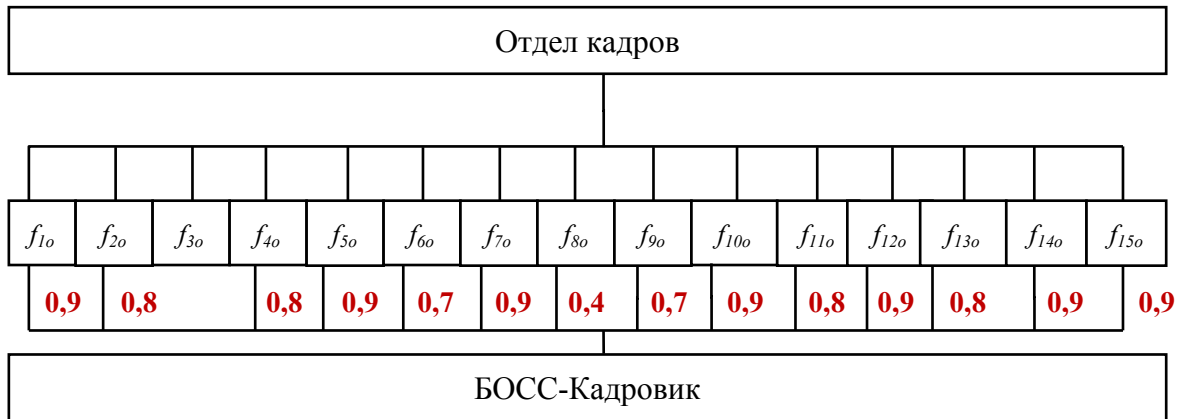 Отдел кадров
f1o f2o f3o f4o f5o f6o f7o f8o f9o f10o f11o f12o f13o f14o f15o
0,9 0,8 0,8 0,9 0,7 0,9 0,4 0,7 0,9 0,8 0,9 0,8 0,9 0,9
БОСС-Кадровик